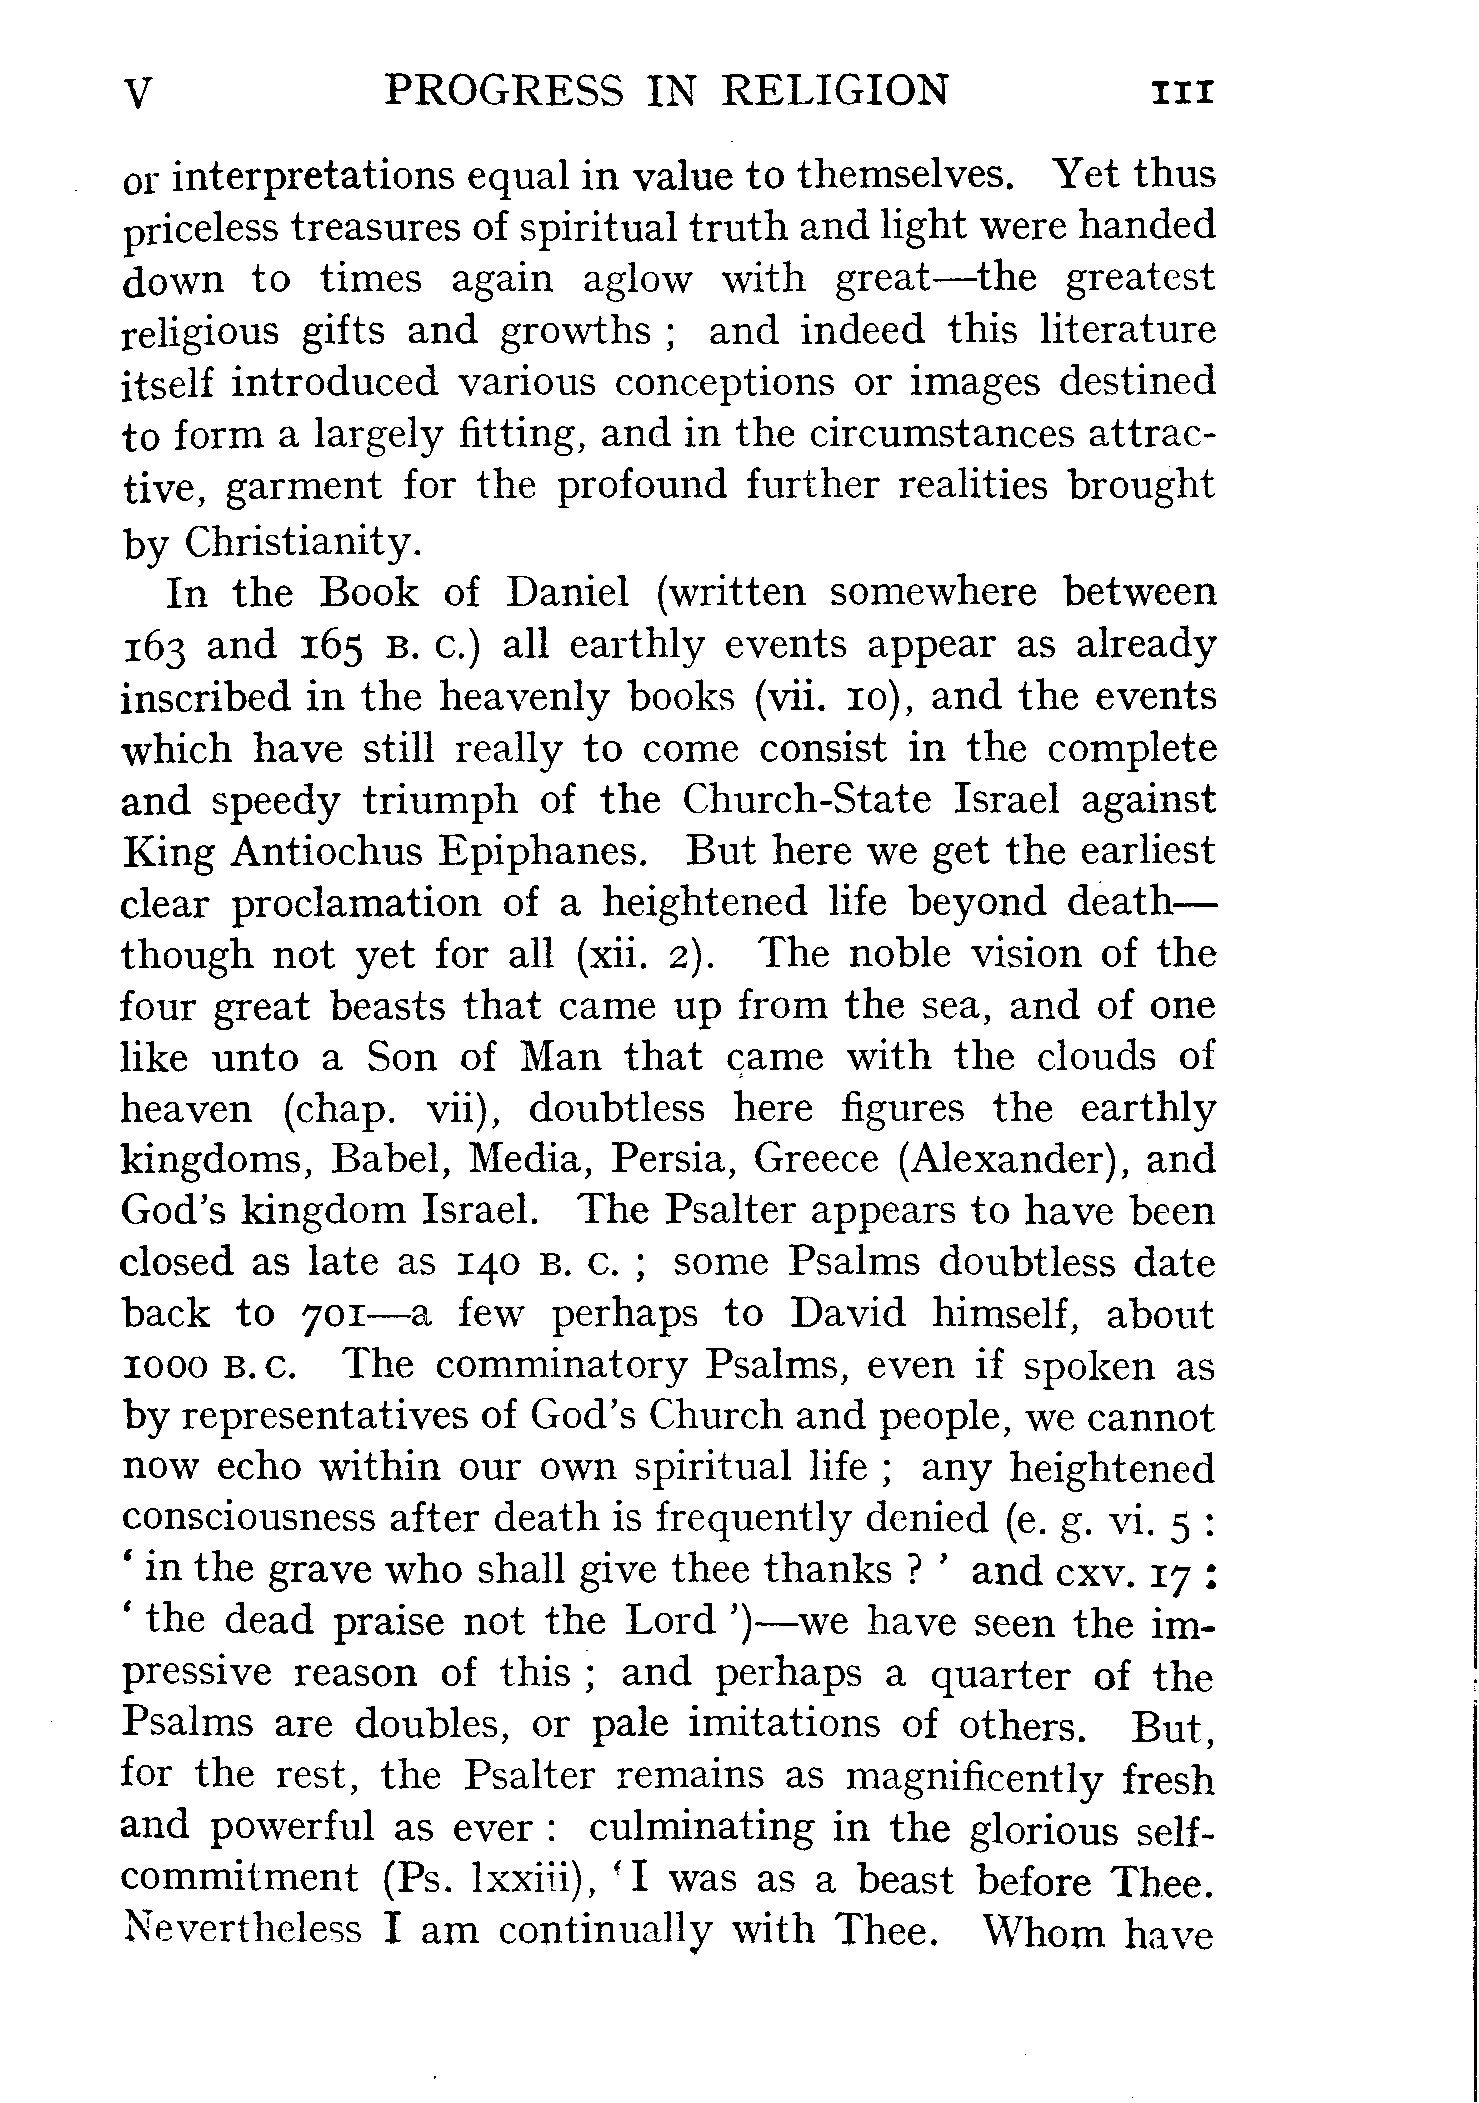 V PROGRESS IN RELIGION 111
or interpretations equal in value to themselves. Yet thus
priceless treasures of spiritual truth and light were handed
down to times again aglow with great—the greatest
religious gifts and growths ; and indeed this literature
itself introduced various conceptions or images destined
to form a largely fitting, and in the circumstances attrac-
tive, garment for the profound further realities brought
by Christianity.
In the Book of Daniel (written somewhere between
163 and 165 B. C.) all earthly events appear as already
inscribed in the heavenly books (vii. 10), and the events
which have still really to come consist in the complete
and speedy triumph of the Church-State Israel against
King Antiochus Epiphanes. But here we get the earliest
clear proclamation of a heightened life beyond death—
though not yet for all (xii. 2). The noble vision of the
four great beasts that came up from the sea, and of one
like unto a Son of Man that came with the clouds of
heaven (chap. vii), doubtless here figures the earthly
kingdoms, Babel, Media, Persia, Greece (Alexander), and
God's kingdom Israel. The Psalter appears to have been
closed as late as 140 B. C. ; some Psalms doubtless date
back to 701—a few perhaps to David himself, about
1000 B. C. The comminatory Psalms, even if spoken as
by representatives of God's Church and people, we cannot
now echo within our own spiritual life ; any heightened
consciousness after death is frequently denied (e. g. vi. 5 :
‘ in the grave who shall give thee thanks ? ’ and cxv. 17 :
‘ the dead praise not the Lord ’)—we have seen the im-
pressive reason of this ; and perhaps a quarter of the
Psalms are doubles, or pale imitations of others. But,
for the rest, the Psalter remains as magnificently fresh
and powerful as ever : culminating in the glorious self-
commitment (Ps. lxxiii), ‘ I was as a beast before Thee.
Nevertheless I am continually with Thee. Whom have